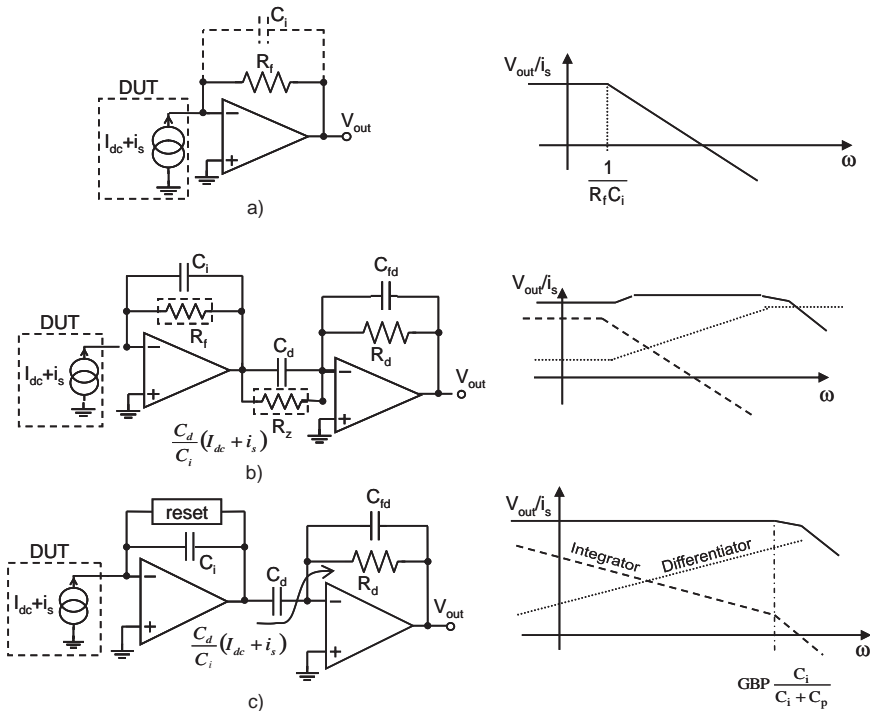 C_i
R_f
DUT
I_dc+i_s
−
+
V_out
a)
V_out/i_s
ω
1
R_fC_i
C_i
C_fd
DUT
R_f
R_d
I_dc+i_s
−
+
C_d
−
+
V_out
R_z
C_d/C_i (I_dc + i_s)
b)
V_out/i_s
ω
reset
C_fd
DUT
C_i
R_d
I_dc+i_s
−
+
C_d
−
+
V_out
C_d/C_i (I_dc + i_s)
c)
V_out/i_s
Integrator
Differentiator
ω
GBP C_i/(C_i + C_p)